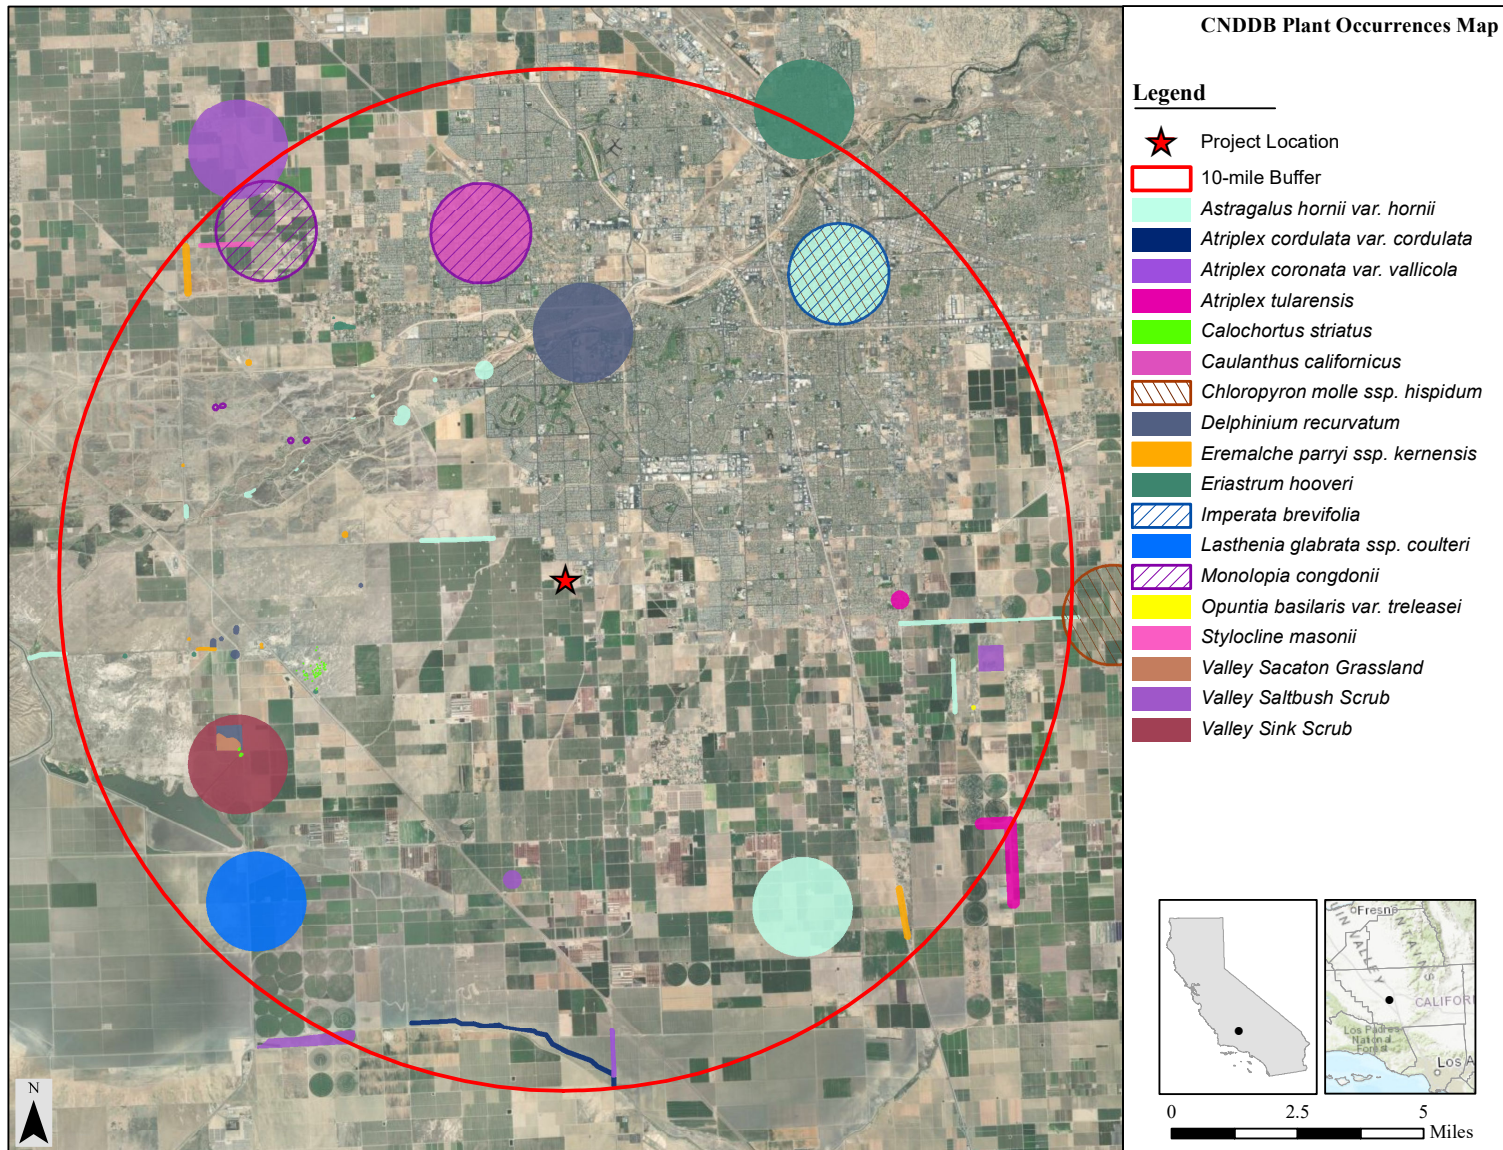 CNDDB Plant Occurrences Map
Legend
Project Location
10-mile Buffer
Astragalus hornii var. hornii
Atriplex cordulata var. cordulata
Atriplex coronata var. vallicola
Atriplex tularensis
Calochortus striatus
Caulanthus californicus
Chloropyron molle ssp. hispidum
Delphinium recurvatum
Eremalche parryi ssp. kernensis
Eriastrum hooveri
Imperata brevifolia
Lasthenia glabrata ssp. coulteri
Monolopia congdonii
Opuntia basilaris var. treleasei
Stylocline masonii
Valley Sacaton Grassland
Valley Saltbush Scrub
Valley Sink Scrub
Fresno
VALLEY
CALIFOR
Los Padres
National
Forest
Los A
N
0 2.5 5
Miles